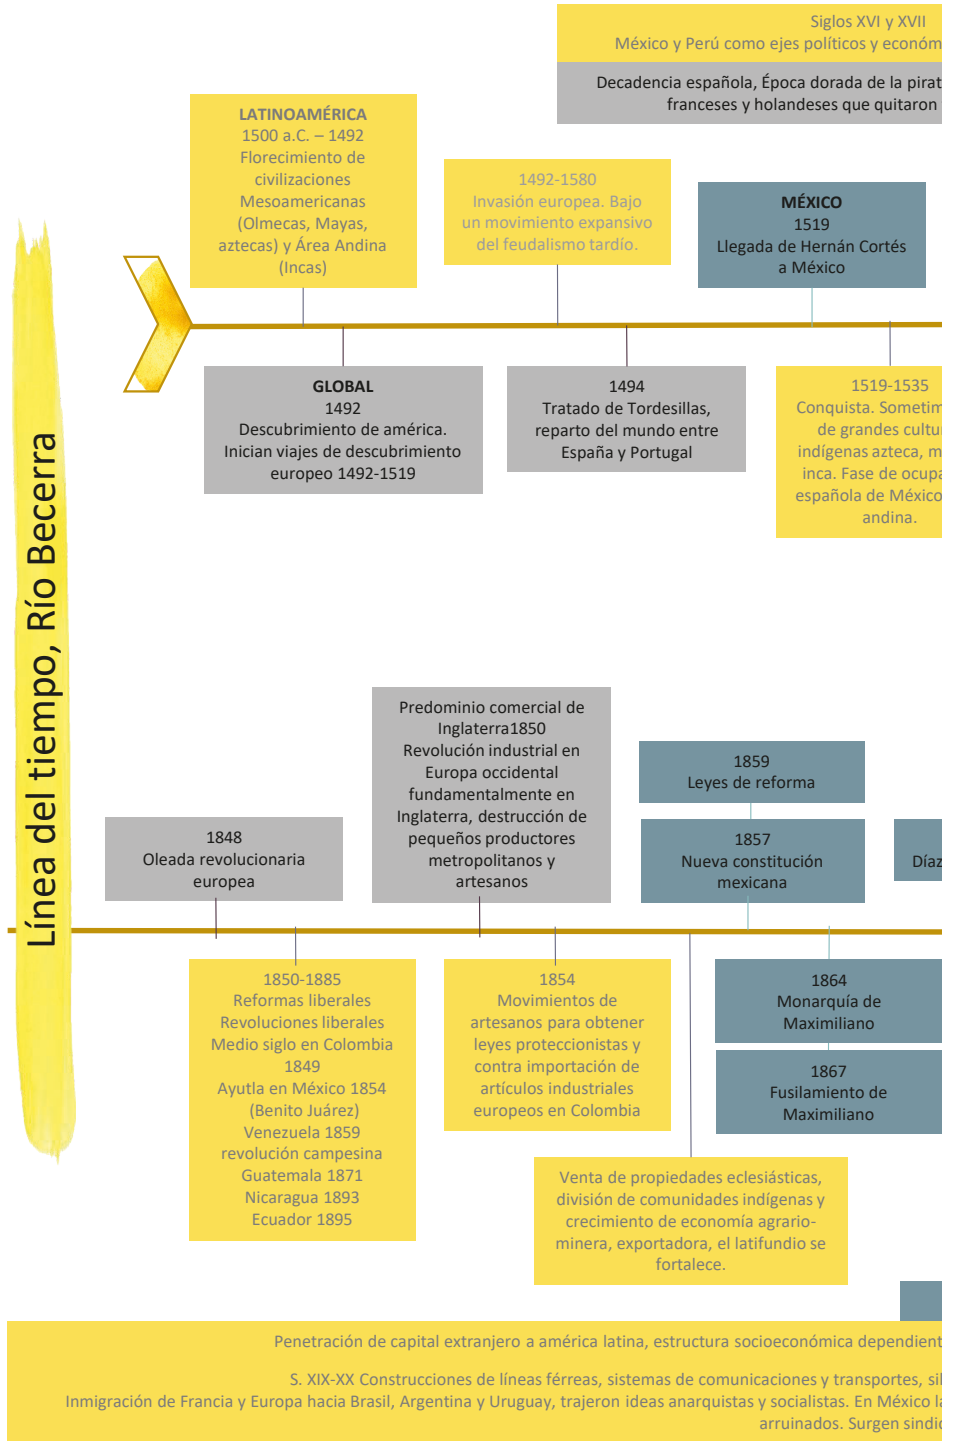 Siglos XVI y XVII
México y Perú como ejes políticos y
Decadencia española, Época dorada de la
franceses y holandeses que quitaron
LATINOAMÉRICA
1500 a.C. – 1492
Florecimiento de
civilizaciones
Mesoamericanas
(Olmecas, Mayas,
aztecas) y Área Andina
(Incas)
1492-1580
Invasión europea. Bajo
un movimiento expansivo
del feudalismo tardío.
MÉXICO
1519
Llegada de Hernán Cortés
a México
GLOBAL
1492
Descubrimiento de américa.
Inician viajes de descubrimiento
europeo 1492-1519
1494
Tratado de Tordesillas,
reparto del mundo entre
España y Portugal
1519-1535
Conquista.
de grandes
indígenas azteca,
inca. Fase de
española de México
andina.
Línea del tiempo, Río Becerra
Predominio comercial de
Inglaterra1850
Revolución industrial en
Europa occidental
fundamentalmente en
Inglaterra, destrucción de
pequeños productores
metropolitanos y
artesanos
1859
Leyes de reforma
1848
Oleada revolucionaria
europea
1857
Nueva constitución
mexicana
Díaz
1850-1885
Reformas liberales
Revoluciones liberales
Medio siglo en Colombia
1849
Ayutla en México 1854
(Benito Juárez)
Venezuela 1859
revolución campesina
Guatemala 1871
Nicaragua 1893
Ecuador 1895
1854
Movimientos de
artesanos para obtener
leyes proteccionistas y
contra importación de
artículos industriales
europeos en Colombia
1864
Monarquía de
Maximiliano
1867
Fusilamiento de
Maximiliano
Venta de propiedades eclesiásticas,
división de comunidades indígenas y
crecimiento de economía agrario-
minera, exportadora, el latifundio se
fortalece.
Penetración de capital extranjero a américa latina, estructura socioeconómica
S. XIX-XX Construcciones de líneas férreas, sistemas de comunicaciones y transportes,
Inmigración de Francia y Europa hacia Brasil, Argentina y Uruguay, trajeron ideas anarquistas y socialistas. En México
arruinados. Surgen